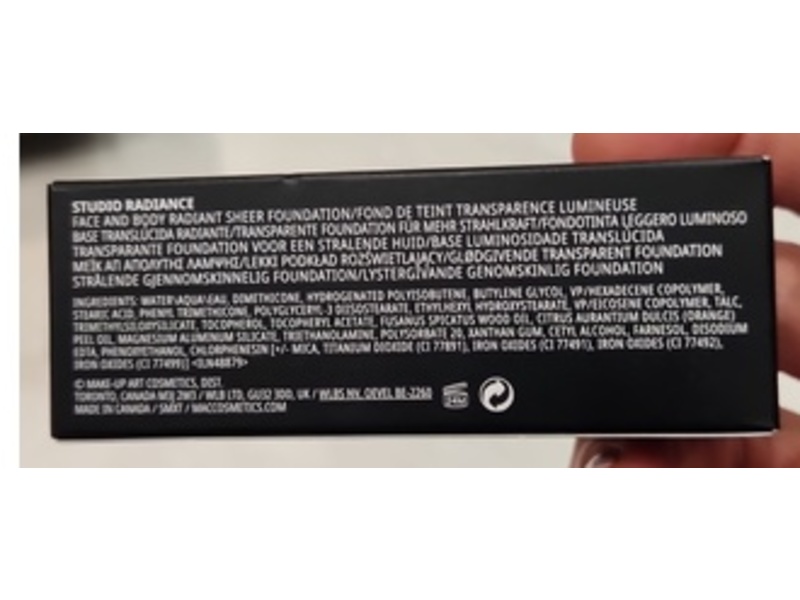 STUDIO RADIANCE
FACE AND BODY RADIANT SHEER FOUNDATION/FOND DE TEINT TRANSPARENCE LUMINEUSE
BASE TRANSLÚCIDA RADIANTE/TRANSPARENTE FOUNDATION FÜR MEHR STRAHLKRAFT/FONDOTINTA LEGGERO LUMINOSO
TRANSPARANTE FOUNDATION VOOR EEN STRALENDE HUID/BASE LUMINOSIDADE TRANSLÚCIDA
ΜΕΪΚ ΑΠ ΑΠΟΛΥΤΗΣ ΛΑΜΨΗΣ/LEKKI PODKŁAD ROZŚWIETLAJĄCY/GLØDGIVENDE TRANSPARENT FOUNDATION
STRÅLENDE GJENNOMSKINNELIG FOUNDATION/LYSTERGIVANDE GENOMSKINLIG FOUNDATION
INGREDIENTS: WATER\AQUA\EAU, DIMETHICONE, HYDROGENATED POLYISOBUTENE, BUTYLENE GLYCOL, VP/HEXADECENE COPOLYMER,
STEARIC ACID, PHENYL TRIMETHICONE, POLYGLYCERYL-3 DIISOSTEARATE, ETHYLHEXYL HYDROXYSTEARATE, VP/EICOSENE COPOLYMER, TALC,
TRIMETHYLSILOXYSILICATE, TOCOPHEROL, TOCOPHERYL ACETATE, FUSANUS SPICATUS WOOD OIL, CITRUS AURANTIUM DULCIS (ORANGE)
PEEL OIL, MAGNESIUM ALUMINUM SILICATE, TRIETHANOLAMINE, POLYSORBATE 20, XANTHAN GUM, CETYL ALCOHOL, FARNESOL, DISODIUM
EDTA, PHENOXYETHANOL, CHLORPHENESIN [+/- MICA, TITANIUM DIOXIDE (CI 77891), IRON OXIDES (CI 77491), IRON OXIDES (CI 77492),
IRON OXIDES (CI 77499)] <ILN48879>
© MAKE-UP ART COSMETICS, DIST.
TORONTO, CANADA M3J 2W3 / WLB LTD, GU32 3DD, UK / WLBS NV, OEVEL BE-2260
MADE IN CANADA / SMXT / MACCOSMETICS.COM
24M